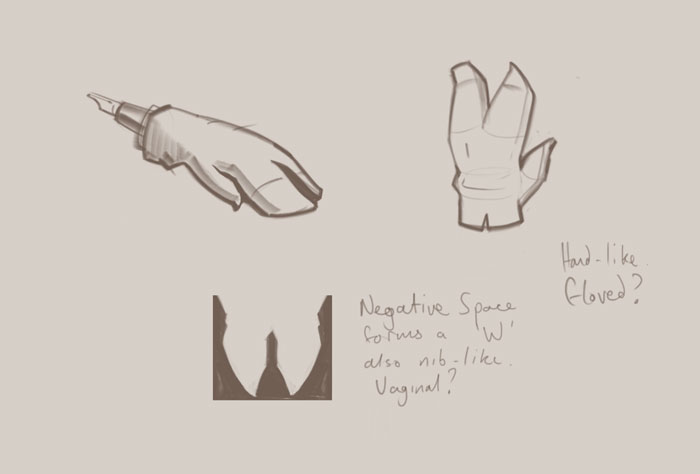 Hand-like.
Gloved?
Negative Space
forms a 'W'
also nib-like.
Vaginal?